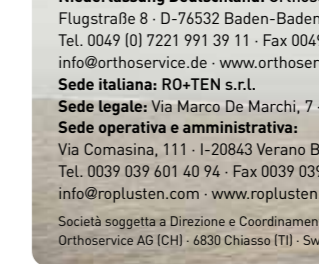 Niederlassung Deutschland:
Flugstraße 8 · D-76532 Baden-Baden
Tel. 0049 (0) 7221 991 39 11 · Fax 0049
info@orthoservice.de · www.orthoser
Sede italiana: RO+TEN s.r.l.
Sede legale: Via Marco De Marchi, 7
Sede operativa e amministrativa:
Via Comasina, 111 · I-20843 Verano B
Tel. 0039 039 601 40 94 · Fax 0039 039
info@roplusten.com · www.roplusten
Società soggetta a Direzione e Coordinamen
Orthoservice AG (CH) · 6830 Chiasso (TI) · Sw